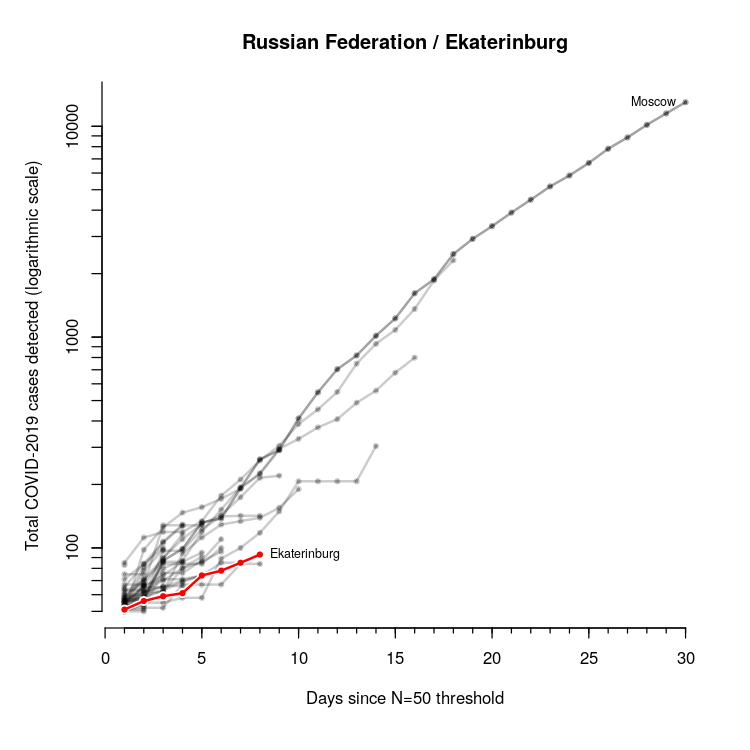 Russian Federation / Ekaterinburg
Moscow
10000
1000
100
Total COVID-2019 cases detected (logarithmic scale)
Ekaterinburg
0 5 10 15 20 25 30
Days since N=50 threshold